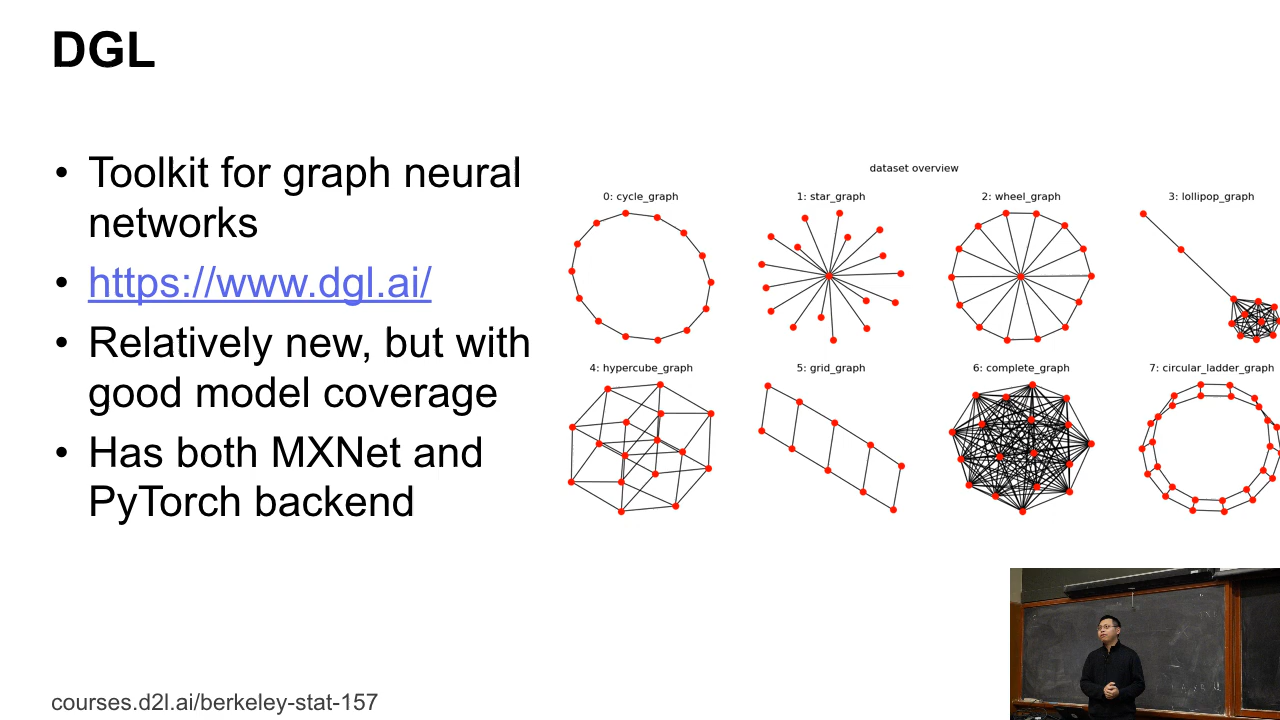 DGL
• Toolkit for graph neural
networks
• https://www.dgl.ai/
• Relatively new, but with
good model coverage
• Has both MXNet and
PyTorch backend
dataset overview
0: cycle_graph
1: star_graph
2: wheel_graph
3: lollipop_graph
4: hypercube_graph
5: grid_graph
6: complete_graph
7: circular_ladder_graph
courses.d2l.ai/berkeley-stat-157